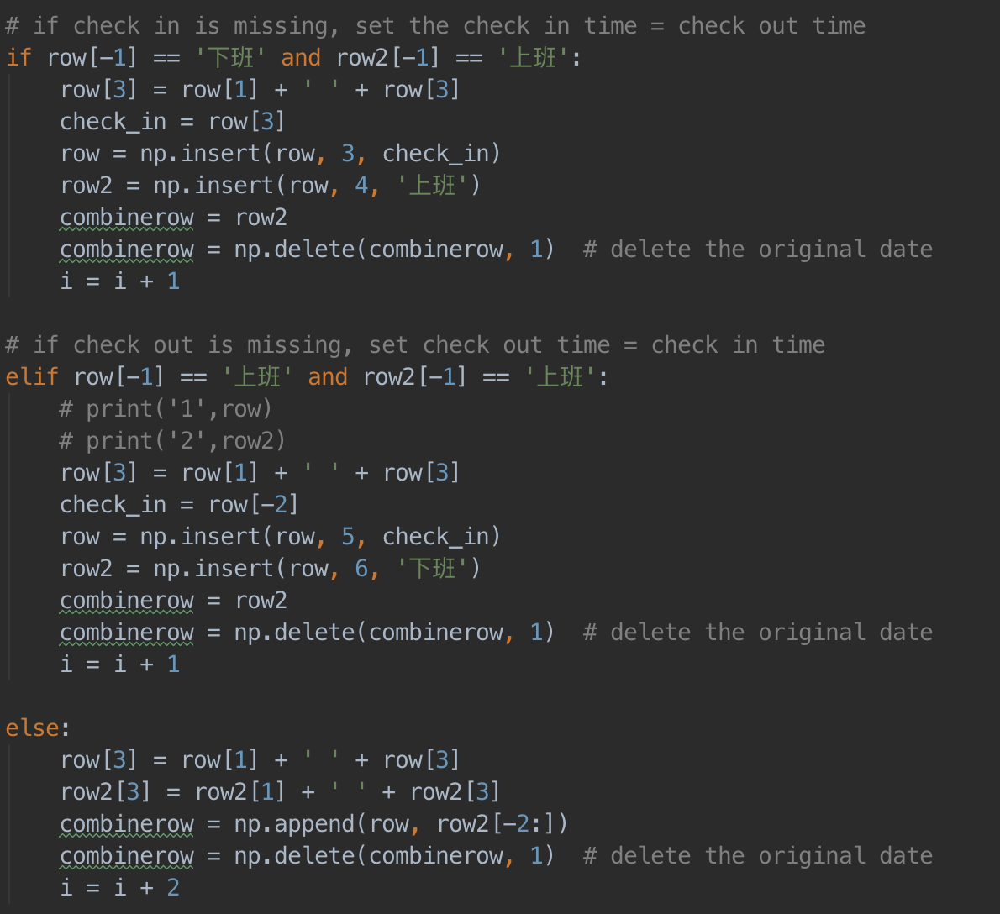 # if check in is missing, set the check in time = check out time
if row[-1] == '下班' and row2[-1] == '上班':
    row[3] = row[1] + ' ' + row[3]
    check_in = row[3]
    row = np.insert(row, 3, check_in)
    row2 = np.insert(row, 4, '上班')
    combinerow = row2
    combinerow = np.delete(combinerow, 1)  # delete the original date
    i = i + 1

# if check out is missing, set check out time = check in time
elif row[-1] == '上班' and row2[-1] == '上班':
    # print('1',row)
    # print('2',row2)
    row[3] = row[1] + ' ' + row[3]
    check_in = row[-2]
    row = np.insert(row, 5, check_in)
    row2 = np.insert(row, 6, '下班')
    combinerow = row2
    combinerow = np.delete(combinerow, 1)  # delete the original date
    i = i + 1

else:
    row[3] = row[1] + ' ' + row[3]
    row2[3] = row2[1] + ' ' + row2[3]
    combinerow = np.append(row, row2[-2:])
    combinerow = np.delete(combinerow, 1)  # delete the original date
    i = i + 2